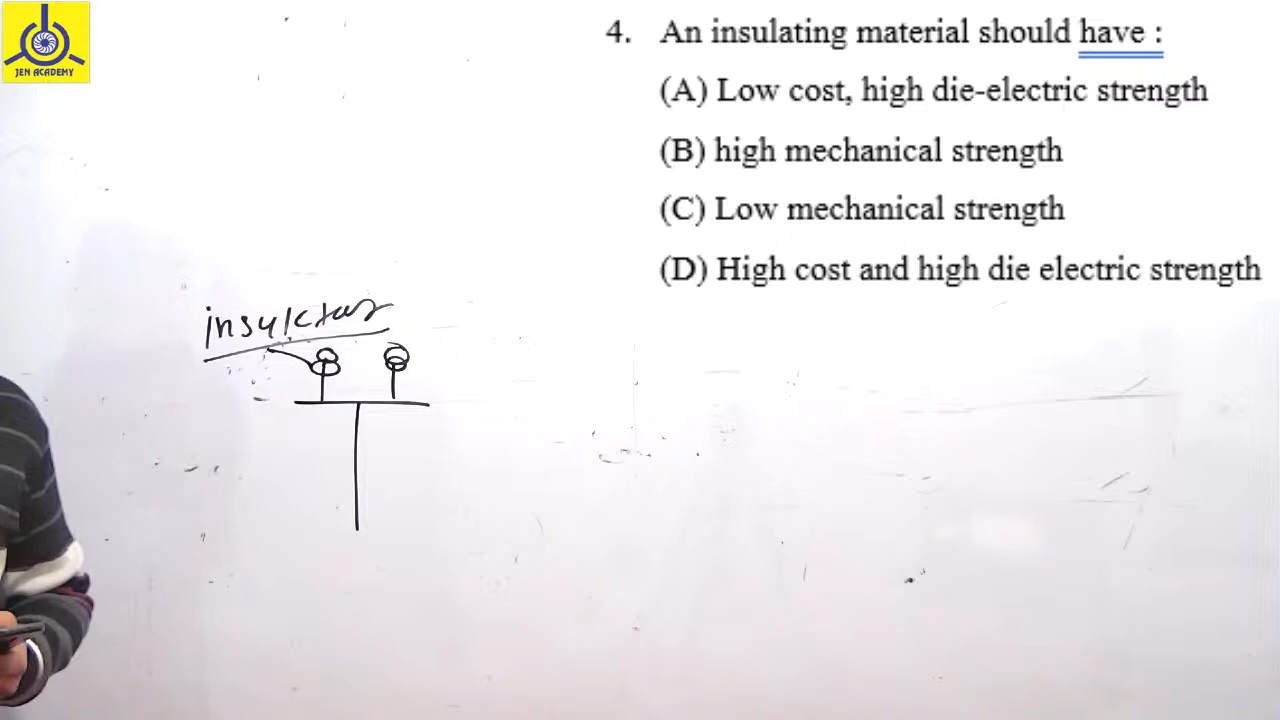 JEN ACADEMY
4. An insulating material should have :
(A) Low cost, high die-electric strength
(B) high mechanical strength
(C) Low mechanical strength
(D) High cost and high die electric strength
insulctor